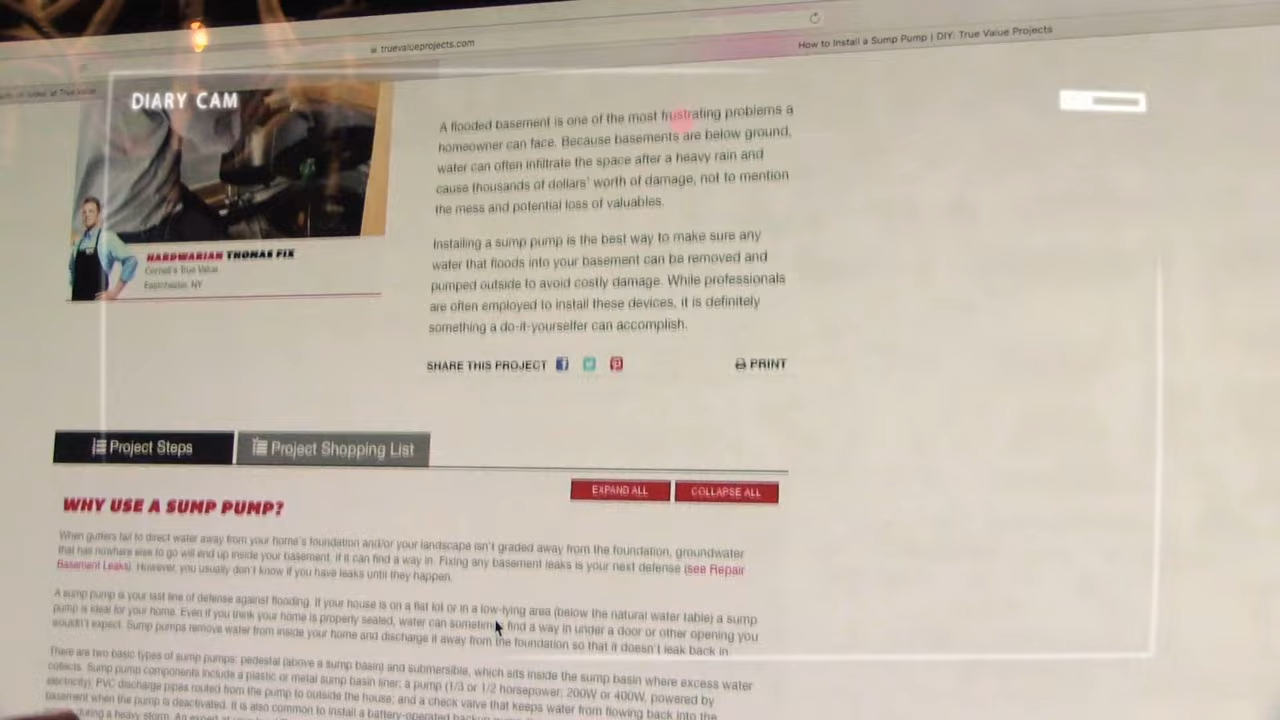 truevalueprojects.com
How to Install a Sump Pump | DIY: True Value Projects
DIARY CAM
A flooded basement is one of the most frustrating problems a
homeowner can face. Because basements are below ground,
water can often infiltrate the space after a heavy rain and
cause thousands of dollars' worth of damage, not to mention
the mess and potential loss of valuables.
HARDWARIAN THOMAS FIX
Cornell's True Value
Eastchester, NY
Installing a sump pump is the best way to make sure any
water that floods into your basement can be removed and
pumped outside to avoid costly damage. While professionals
are often employed to install these devices, it is definitely
something a do-it-yourselfer can accomplish.
SHARE THIS PROJECT
PRINT
Project Steps
Project Shopping List
EXPAND ALL
COLLAPSE ALL
WHY USE A SUMP PUMP?
When gutters fail to direct water away from your home's foundation and/or your landscape isn't graded away from the foundation, groundwater
that has nowhere else to go will end up inside your basement, if it can find a way in. Fixing any basement leaks is your next defense (see Repair
Basement Leaks). However, you usually don't know if you have leaks until they happen.
A sump pump is your last line of defense against flooding. If your house is on a flat lot or in a low-lying area (below the natural water table) a sump
pump is ideal for your home. Even if you think your home is properly sealed, water can sometimes find a way in under a door or other opening you
wouldn't expect. Sump pumps remove water from inside your home and discharge it away from the foundation so that it doesn't leak back in.
There are two basic types of sump pumps: pedestal (above a sump basin) and submersible, which sits inside the sump basin where excess water
collects. Sump pump components include a plastic or metal sump basin liner; a pump (1/3 or 1/2 horsepower; 200W or 400W, powered by
electricity); PVC discharge pipes routed from the pump to outside the house; and a check valve that keeps water from flowing back into the
basement when the pump is deactivated. It is also common to install a battery-operated backup
during a heavy storm. An expert at your